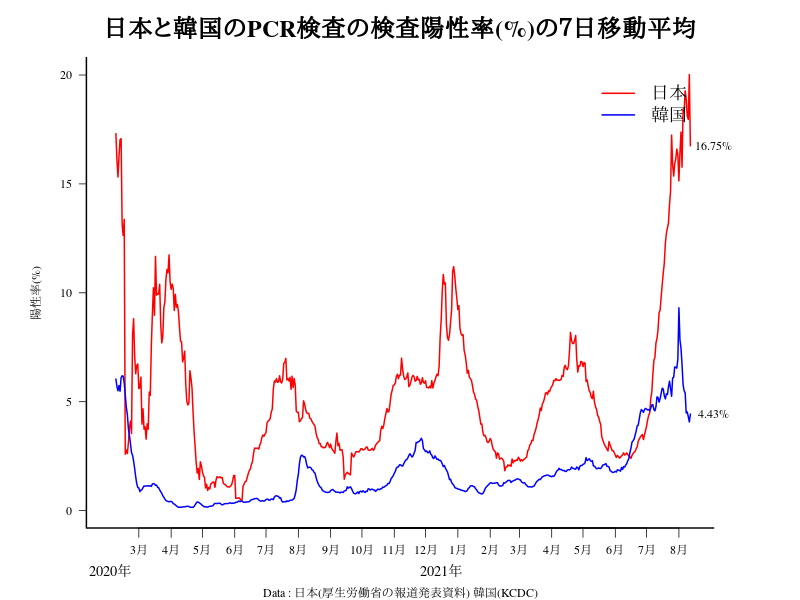 日本と韓国のPCR検査の検査陽性率(%)の7日移動平均
陽性率(%)
20
15
10
5
0
日本
韓国
16.75%
4.43%
3月 4月 5月 6月 7月 8月 9月 10月 11月 12月 1月 2月 3月 4月 5月 6月 7月 8月
2020年 2021年
Data : 日本(厚生労働省の報道発表資料) 韓国(KCDC)